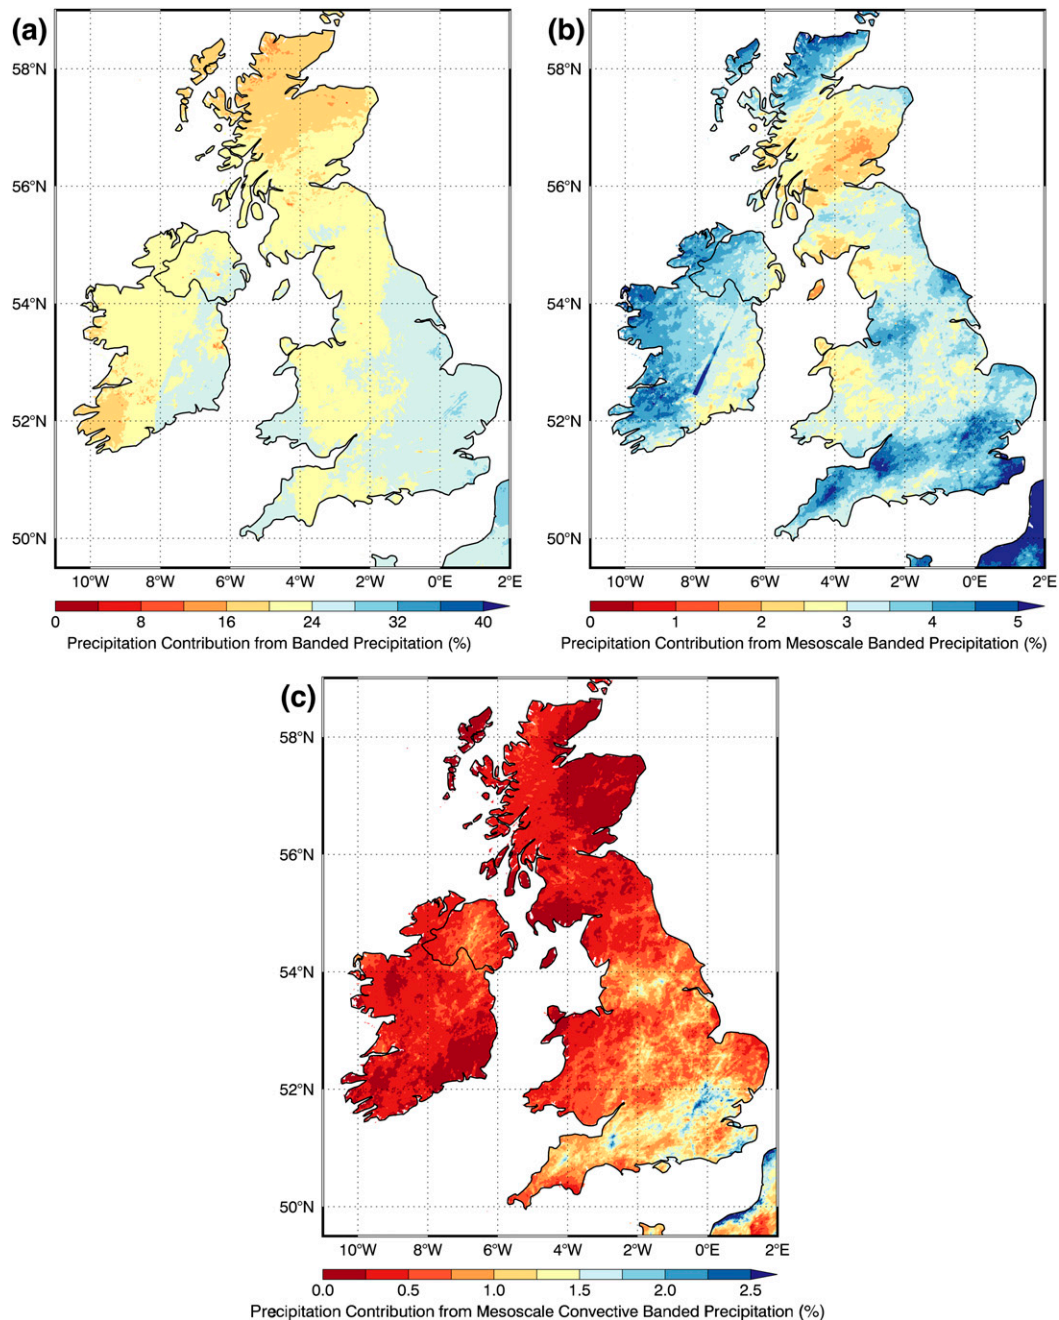 (a)
58°N
56°N
54°N
52°N
50°N
10°W 8°W 6°W 4°W 2°W 0°E 2°E
0 8 16 24 32 40
Precipitation Contribution from Banded Precipitation (%)
(b)
58°N
56°N
54°N
52°N
50°N
10°W 8°W 6°W 4°W 2°W 0°E 2°E
0 1 2 3 4 5
Precipitation Contribution from Mesoscale Banded Precipitation (%)
(c)
58°N
56°N
54°N
52°N
50°N
10°W 8°W 6°W 4°W 2°W 0°E 2°E
0.0 0.5 1.0 1.5 2.0 2.5
Precipitation Contribution from Mesoscale Convective Banded Precipitation (%)